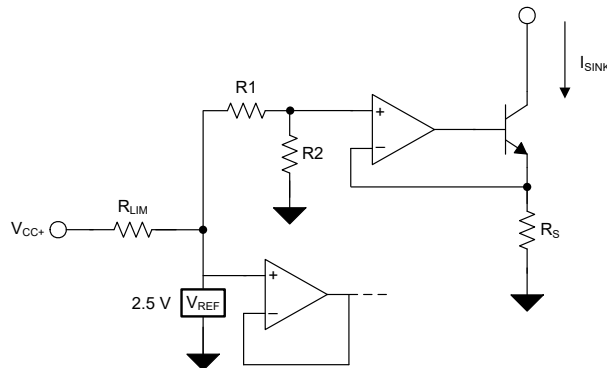 I_SINK
R1
+
−
R2
R_LIM
V_CC+
R_S
+
−
2.5 V
V_REF